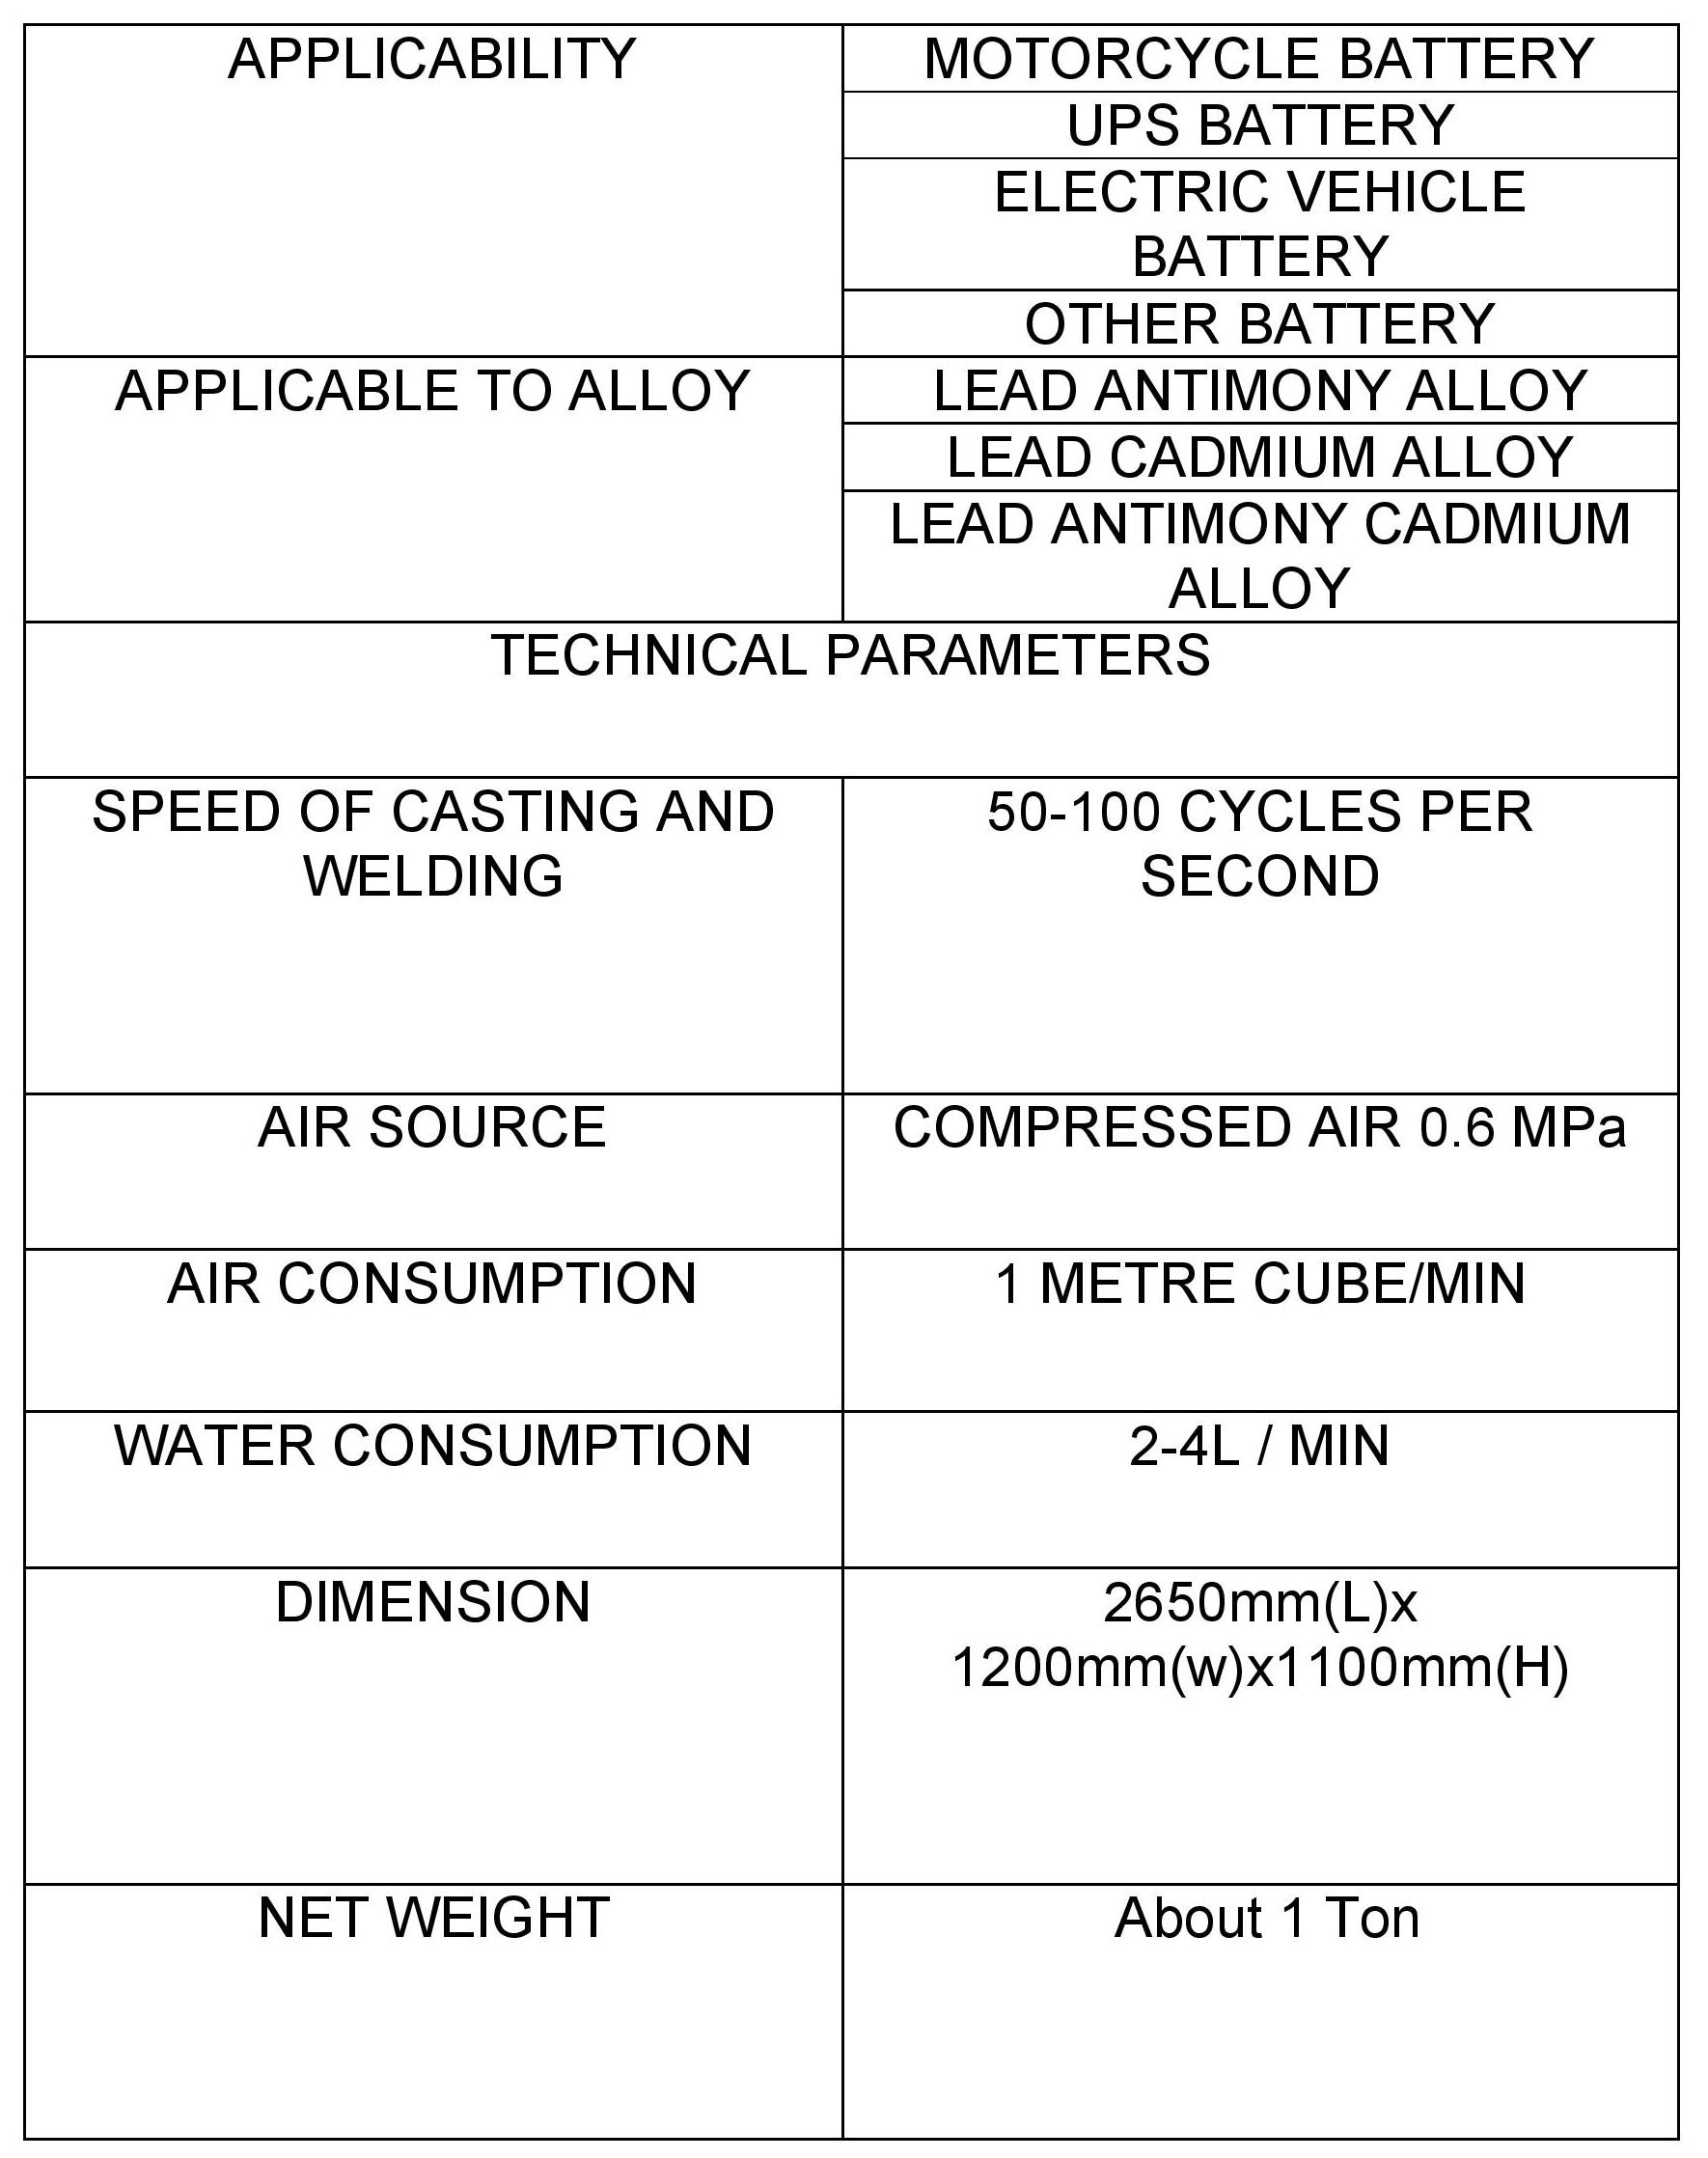 APPLICABILITY
MOTORCYCLE BATTERY
UPS BATTERY
ELECTRIC VEHICLE
BATTERY
OTHER BATTERY
APPLICABLE TO ALLOY
LEAD ANTIMONY ALLOY
LEAD CADMIUM ALLOY
LEAD ANTIMONY CADMIUM
ALLOY
TECHNICAL PARAMETERS
SPEED OF CASTING AND
WELDING
50-100 CYCLES PER
SECOND
AIR SOURCE
COMPRESSED AIR 0.6 MPa
AIR CONSUMPTION
1 METRE CUBE/MIN
WATER CONSUMPTION
2-4L / MIN
DIMENSION
2650mm(L)x
1200mm(w)x1100mm(H)
NET WEIGHT
About 1 Ton